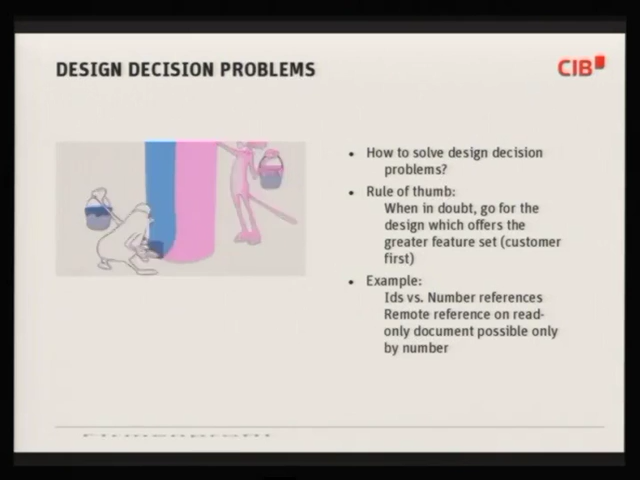 DESIGN DECISION PROBLEMS
CIB
• How to solve design decision
problems?
• Rule of thumb:
When in doubt, go for the
design which offers the
greater feature set (customer
first)
• Example:
Ids vs. Number references
Remote reference on read-
only document possible only
by number